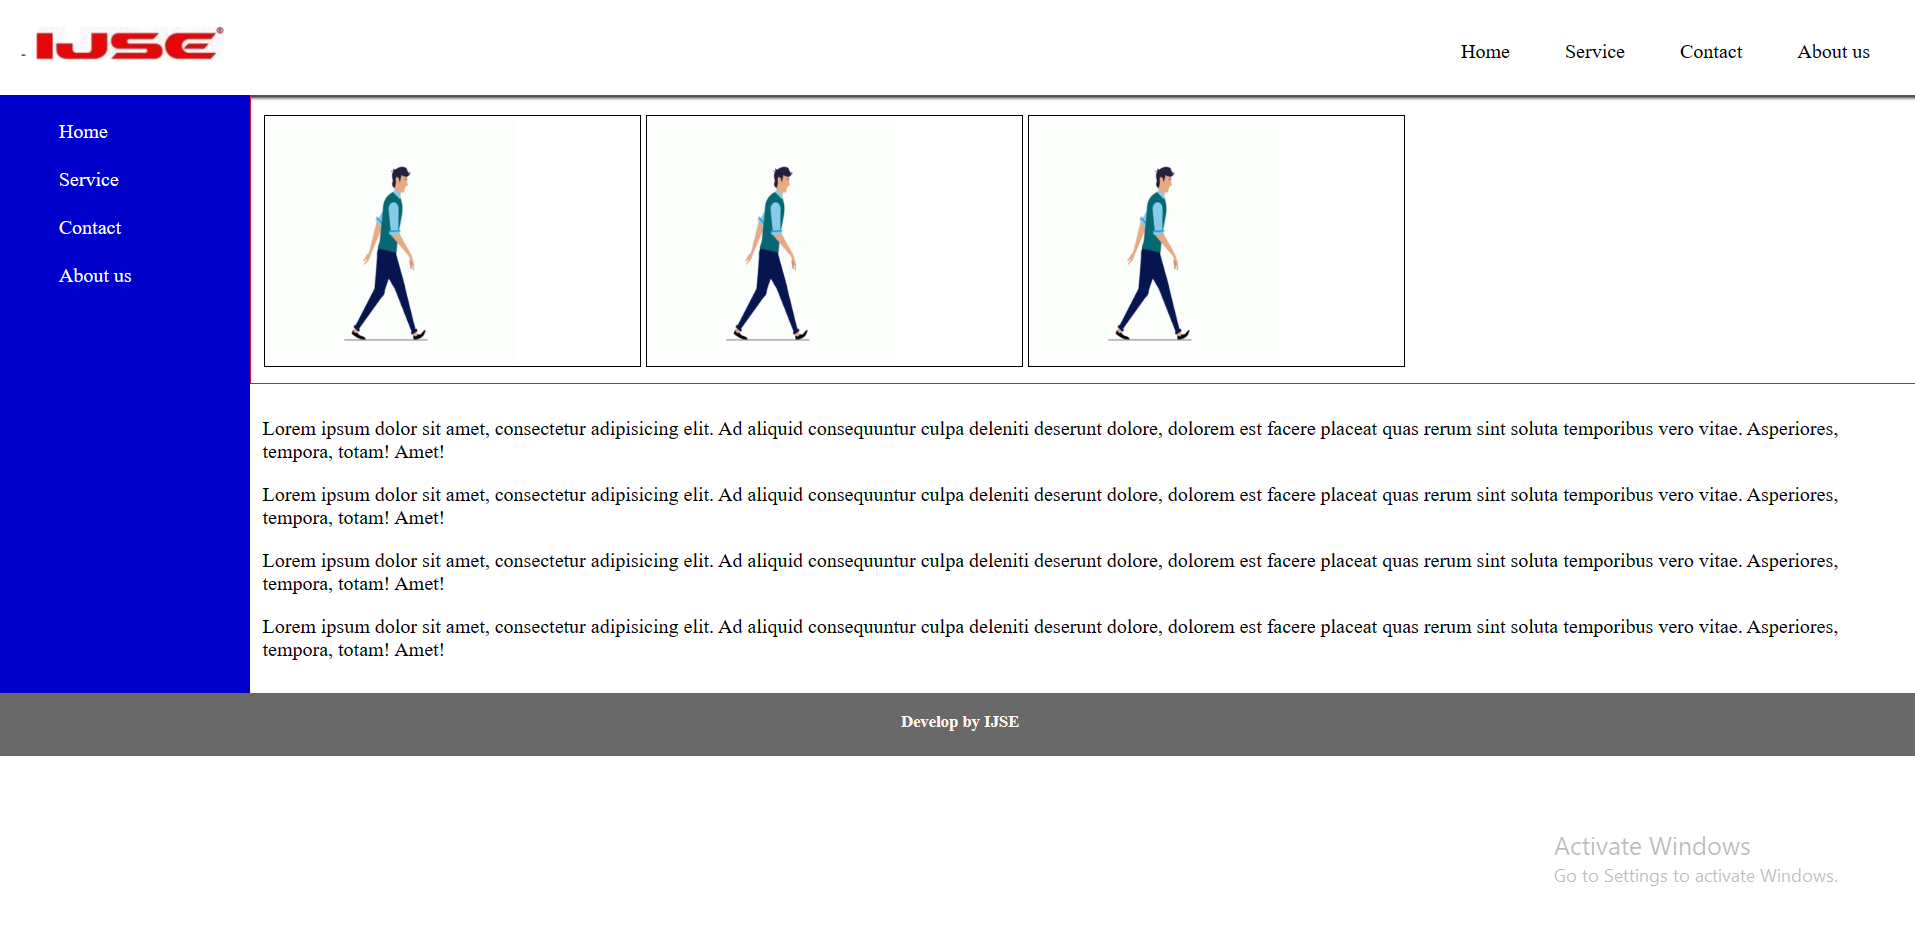 - IJSE®
Home Service Contact About us
Home
Service
Contact
About us
Lorem ipsum dolor sit amet, consectetur adipisicing elit. Ad aliquid consequuntur culpa deleniti deserunt dolore, dolorem est facere placeat quas rerum sint soluta temporibus vero vitae. Asperiores,
tempora, totam! Amet!
Lorem ipsum dolor sit amet, consectetur adipisicing elit. Ad aliquid consequuntur culpa deleniti deserunt dolore, dolorem est facere placeat quas rerum sint soluta temporibus vero vitae. Asperiores,
tempora, totam! Amet!
Lorem ipsum dolor sit amet, consectetur adipisicing elit. Ad aliquid consequuntur culpa deleniti deserunt dolore, dolorem est facere placeat quas rerum sint soluta temporibus vero vitae. Asperiores,
tempora, totam! Amet!
Lorem ipsum dolor sit amet, consectetur adipisicing elit. Ad aliquid consequuntur culpa deleniti deserunt dolore, dolorem est facere placeat quas rerum sint soluta temporibus vero vitae. Asperiores,
tempora, totam! Amet!
Develop by IJSE
Activate Windows
Go to Settings to activate Windows.